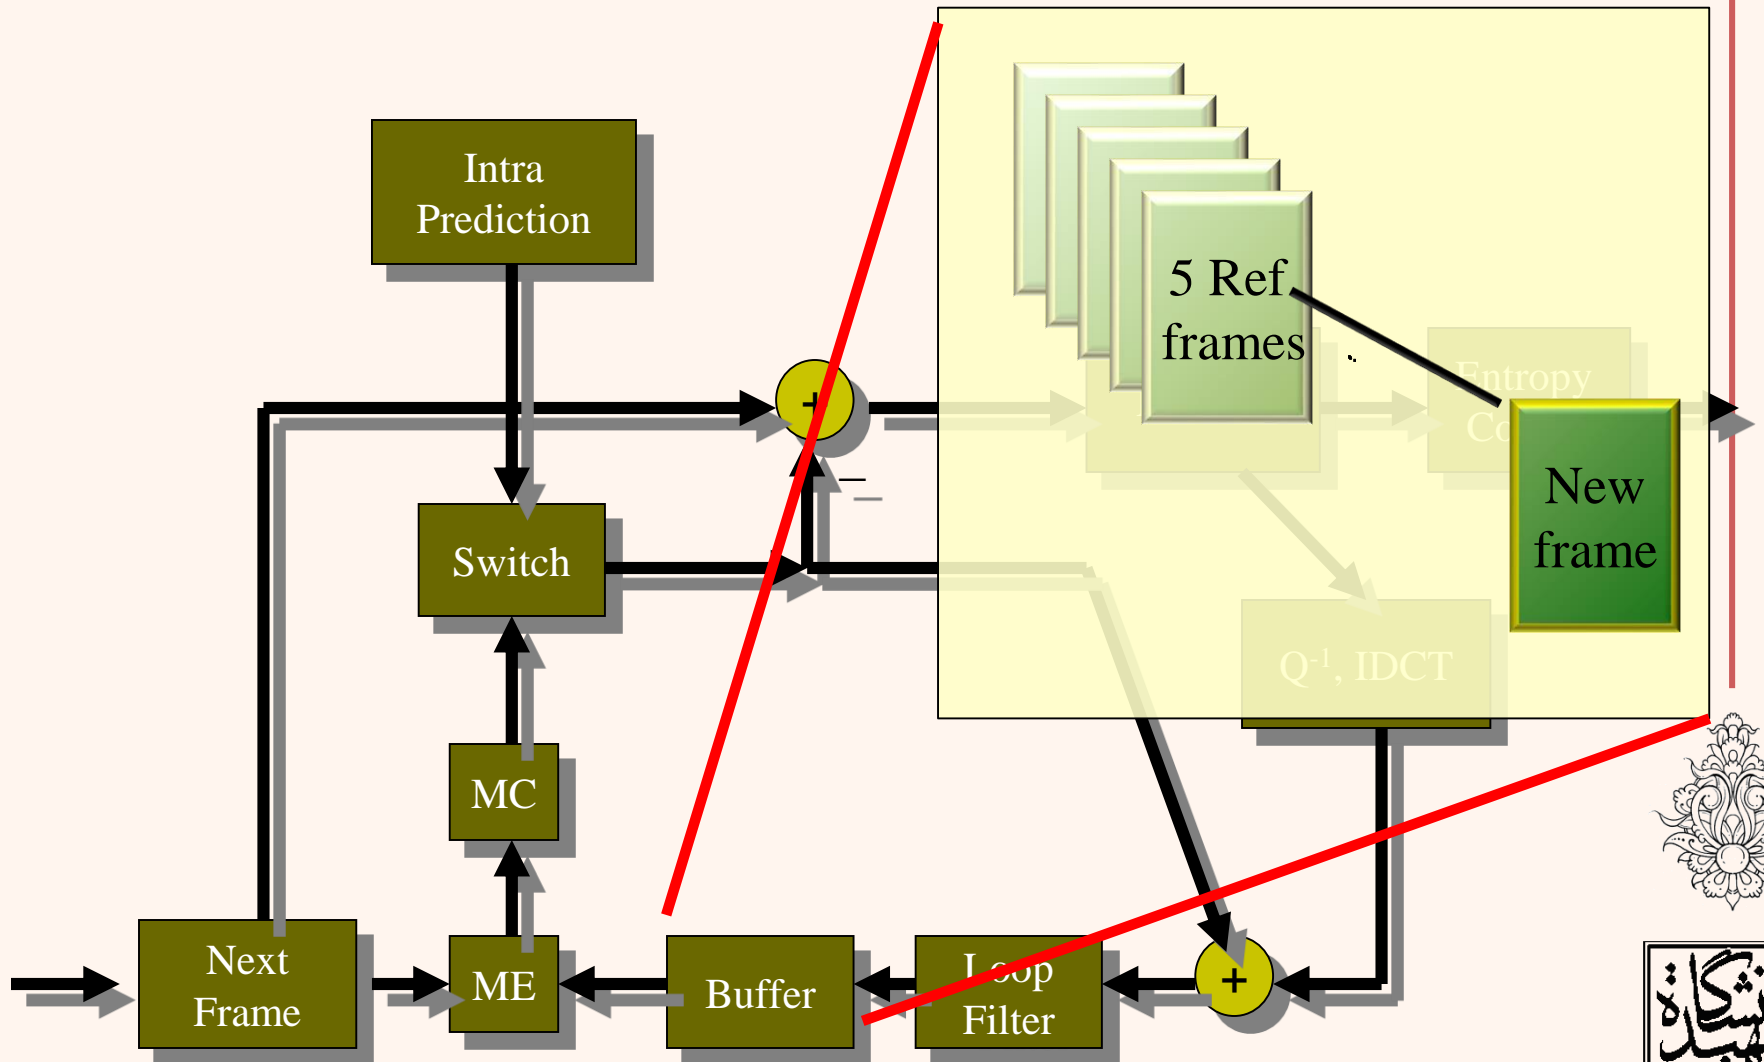 Intra
Prediction
5 Ref
frames
+
Entropy
New
frame
–
Switch
Q⁻¹, IDCT
MC
Next
Frame
ME
Buffer
Loop
Filter
+